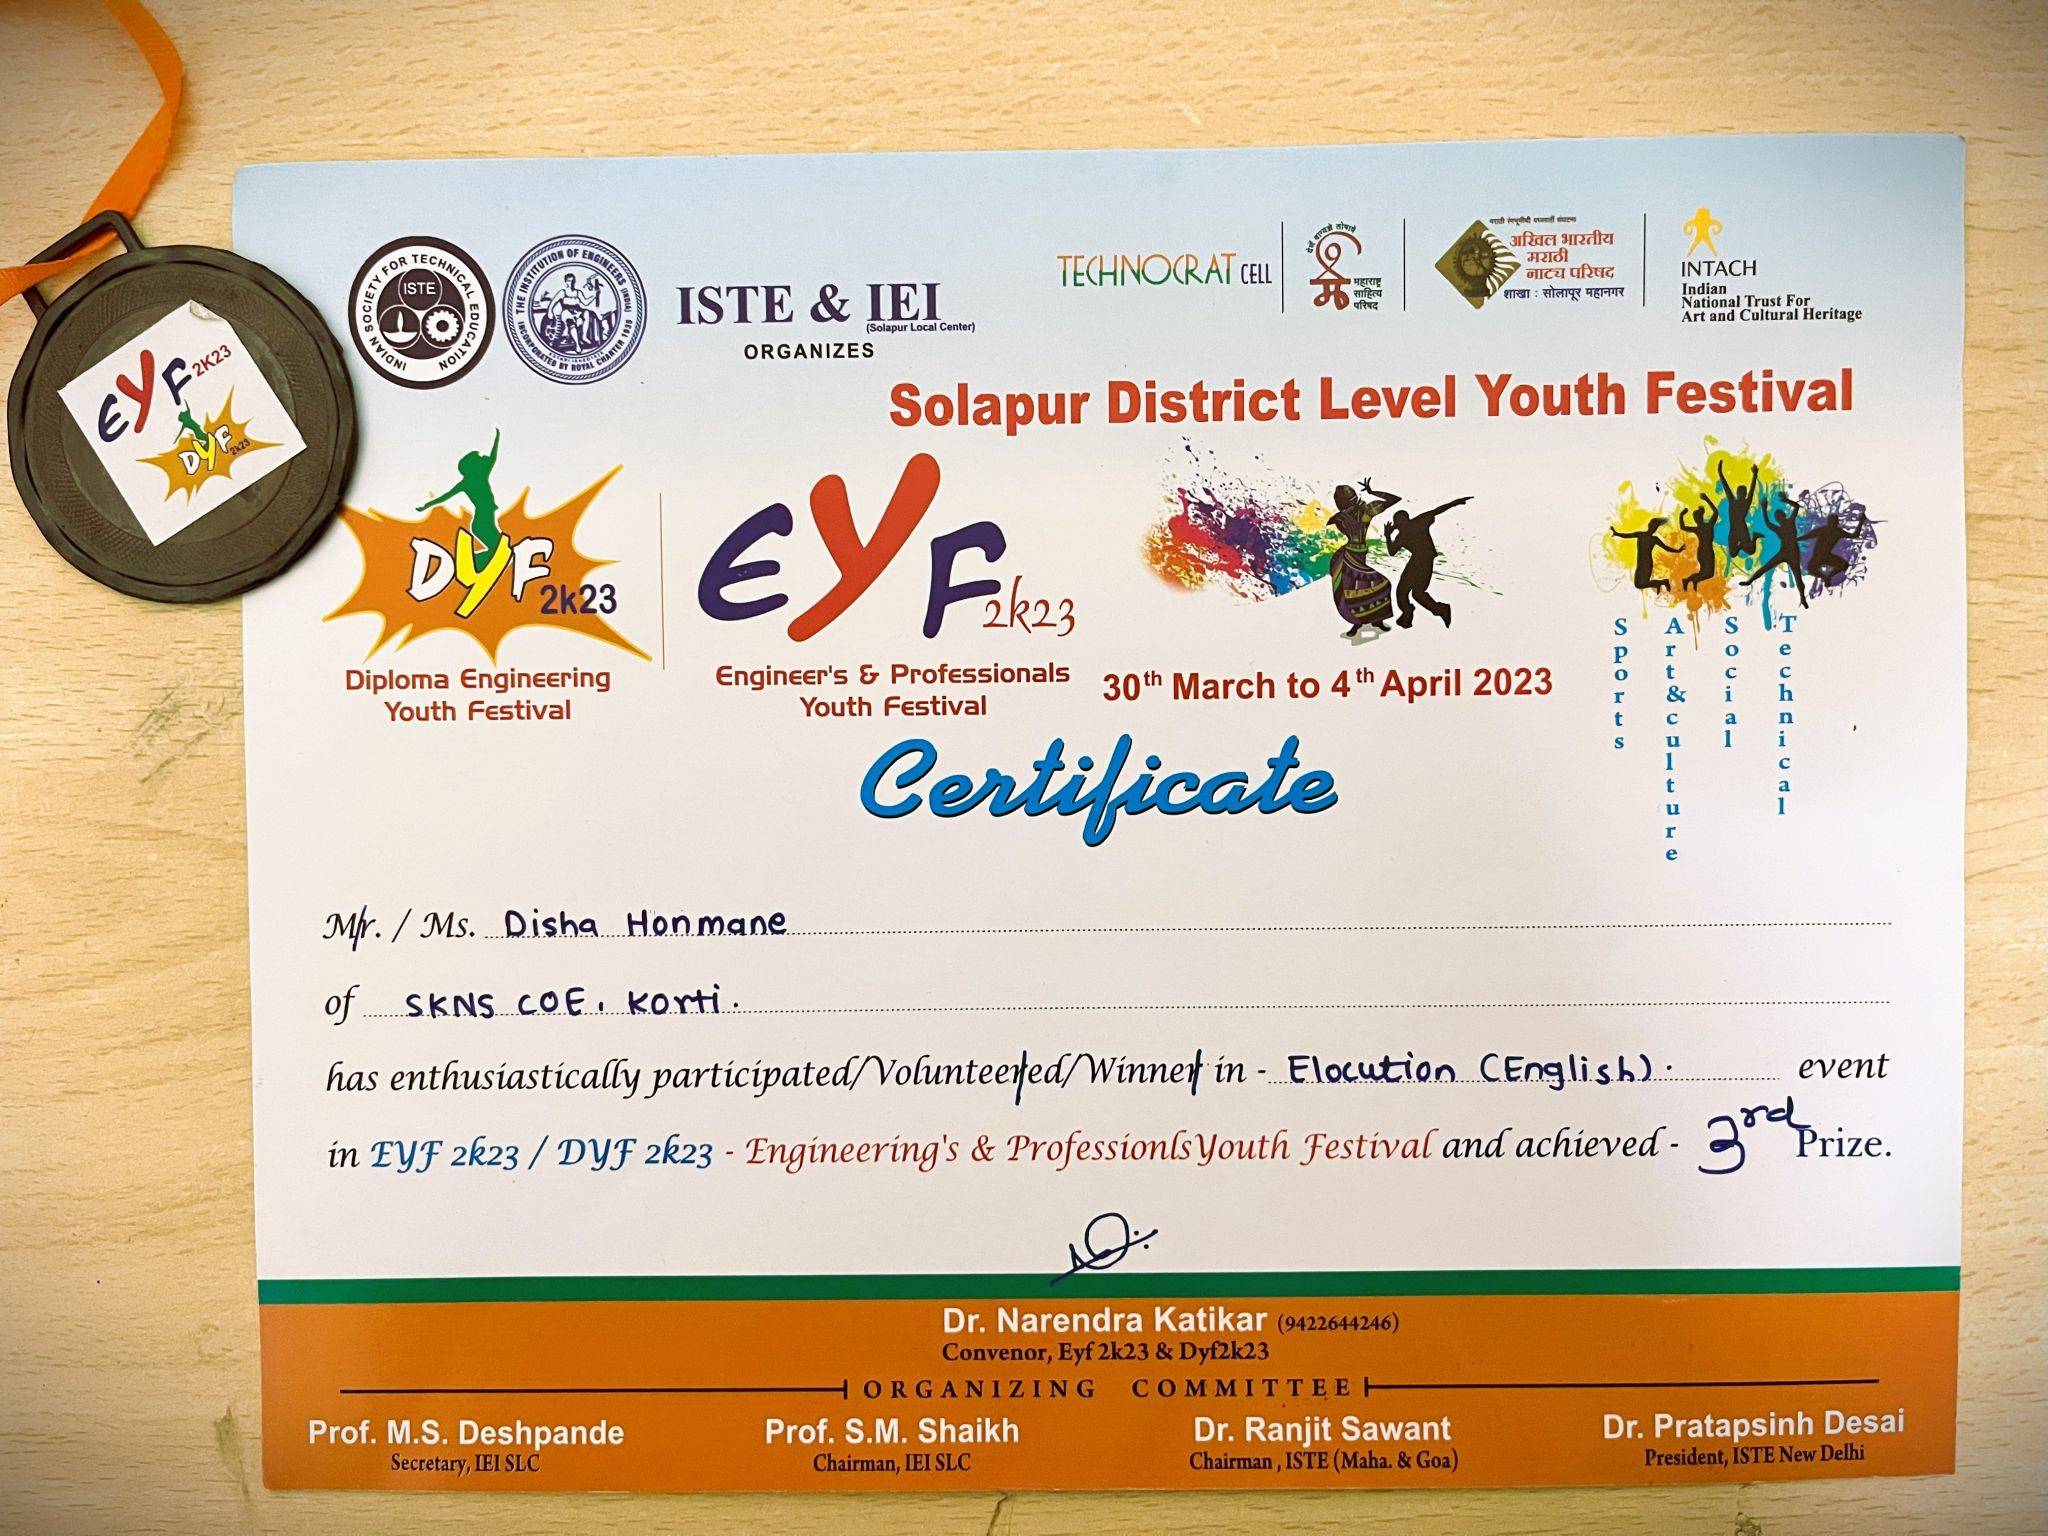 EYF 2K23
DYF 2k23
INDIAN SOCIETY FOR TECHNICAL EDUCATION
ISTE
THE INSTITUTION OF ENGINEERS (INDIA)
INCORPORATED BY ROYAL CHARTER 1935
ISTE & IEI
(Solapur Local Center)
ORGANIZES
TECHNOCRAT CELL
महाराष्ट्र
साहित्य
परिषद
अखिल भारतीय
मराठी
नाट्य परिषद
शाखा : सोलापूर महानगर
INTACH
Indian
National Trust For
Art and Cultural Heritage
Solapur District Level Youth Festival
DYF 2k23
Diploma Engineering
Youth Festival
EYF 2k23
Engineer's & Professionals
Youth Festival
30th March to 4th April 2023
Sports
Art&culture
Social
Technical
Certificate
Mr. / Ms. Disha Honmane
of SKNS COE, Korti.
has enthusiastically participated/Volunteered/Winner in - Elocution (English). event
in EYF 2k23 / DYF 2k23 - Engineering's & ProfessionlsYouth Festival and achieved - 3rd Prize.
Dr. Narendra Katikar (9422644246)
Convenor, Eyf 2k23 & Dyf2k23
ORGANIZING COMMITTEE
Prof. M.S. Deshpande
Secretary, IEI SLC
Prof. S.M. Shaikh
Chairman, IEI SLC
Dr. Ranjit Sawant
Chairman , ISTE (Maha. & Goa)
Dr. Pratapsinh Desai
President, ISTE New Delhi